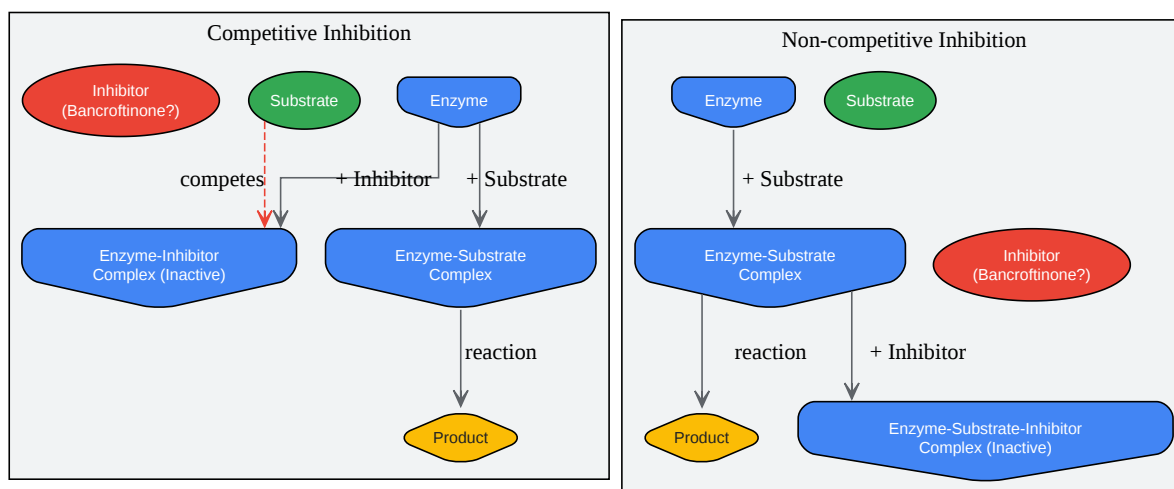 Competitive Inhibition
Inhibitor
(Bancroftinone?)
Substrate
Enzyme
competes
+ Inhibitor
+ Substrate
Enzyme-Inhibitor
Complex (Inactive)
Enzyme-Substrate
Complex
reaction
Product
Non-competitive Inhibition
Enzyme
Substrate
+ Substrate
Enzyme-Substrate
Complex
Inhibitor
(Bancroftinone?)
reaction
+ Inhibitor
Product
Enzyme-Substrate-Inhibitor
Complex (Inactive)